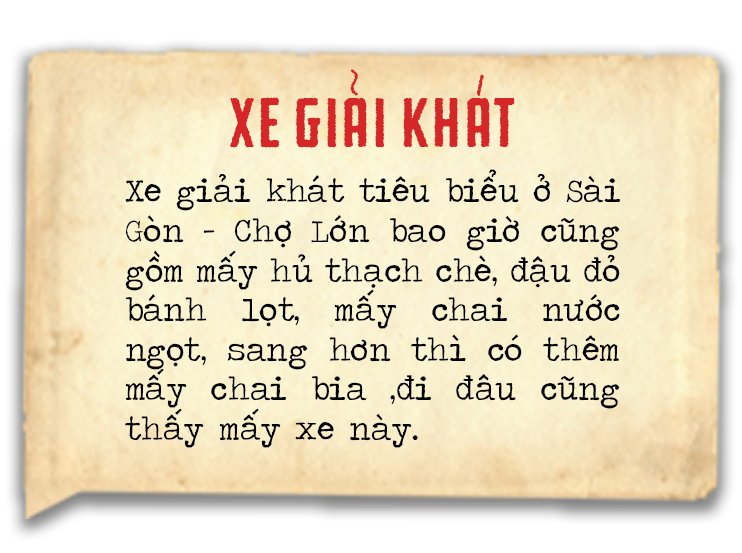 XE GIẢI KHÁT
Xe giải khát tiêu biểu ở Sài
Gòn - Chợ Lớn bao giờ cũng
gồm mấy hủ thạch chè, đậu đỏ
bánh lọt, mấy chai nước
ngọt, sang hơn thì có thêm
mấy chai bia ,đi đâu cũng
thấy mấy xe này.